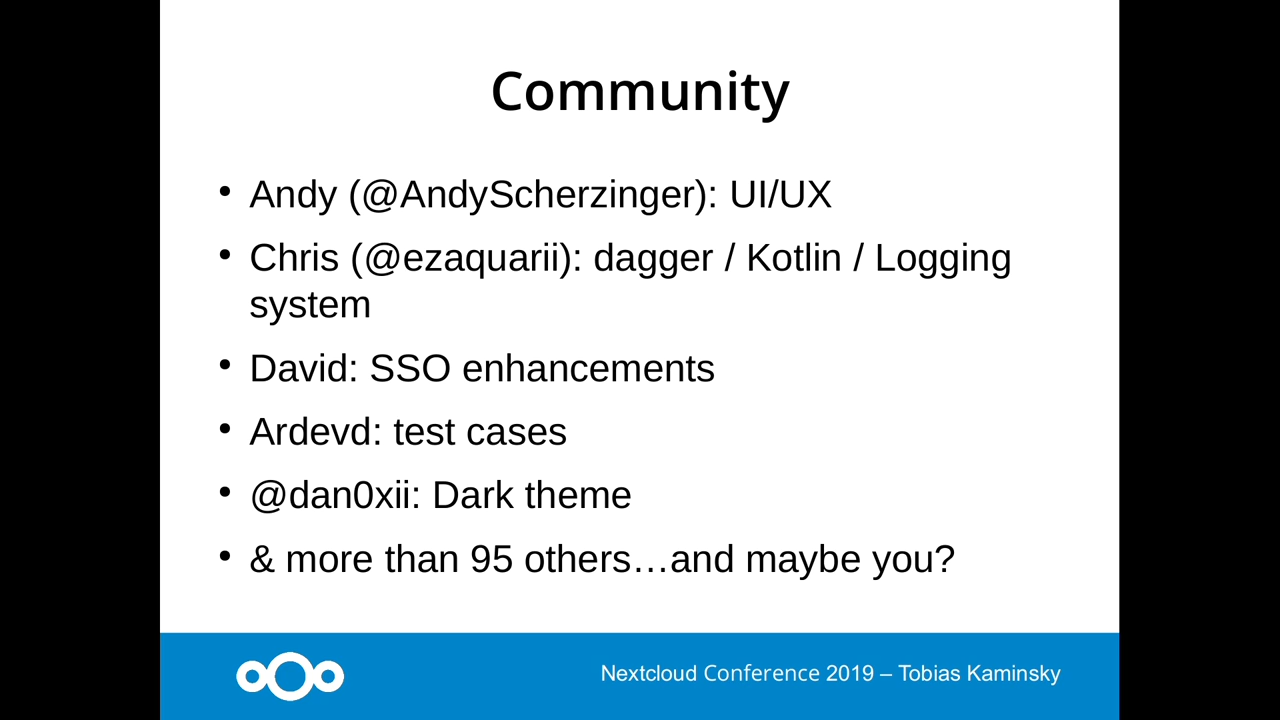 Community
• Andy (@AndyScherzinger): UI/UX
• Chris (@ezaquarii): dagger / Kotlin / Logging
system
• David: SSO enhancements
• Ardevd: test cases
• @dan0xii: Dark theme
• & more than 95 others…and maybe you?
Nextcloud Conference 2019 – Tobias Kaminsky